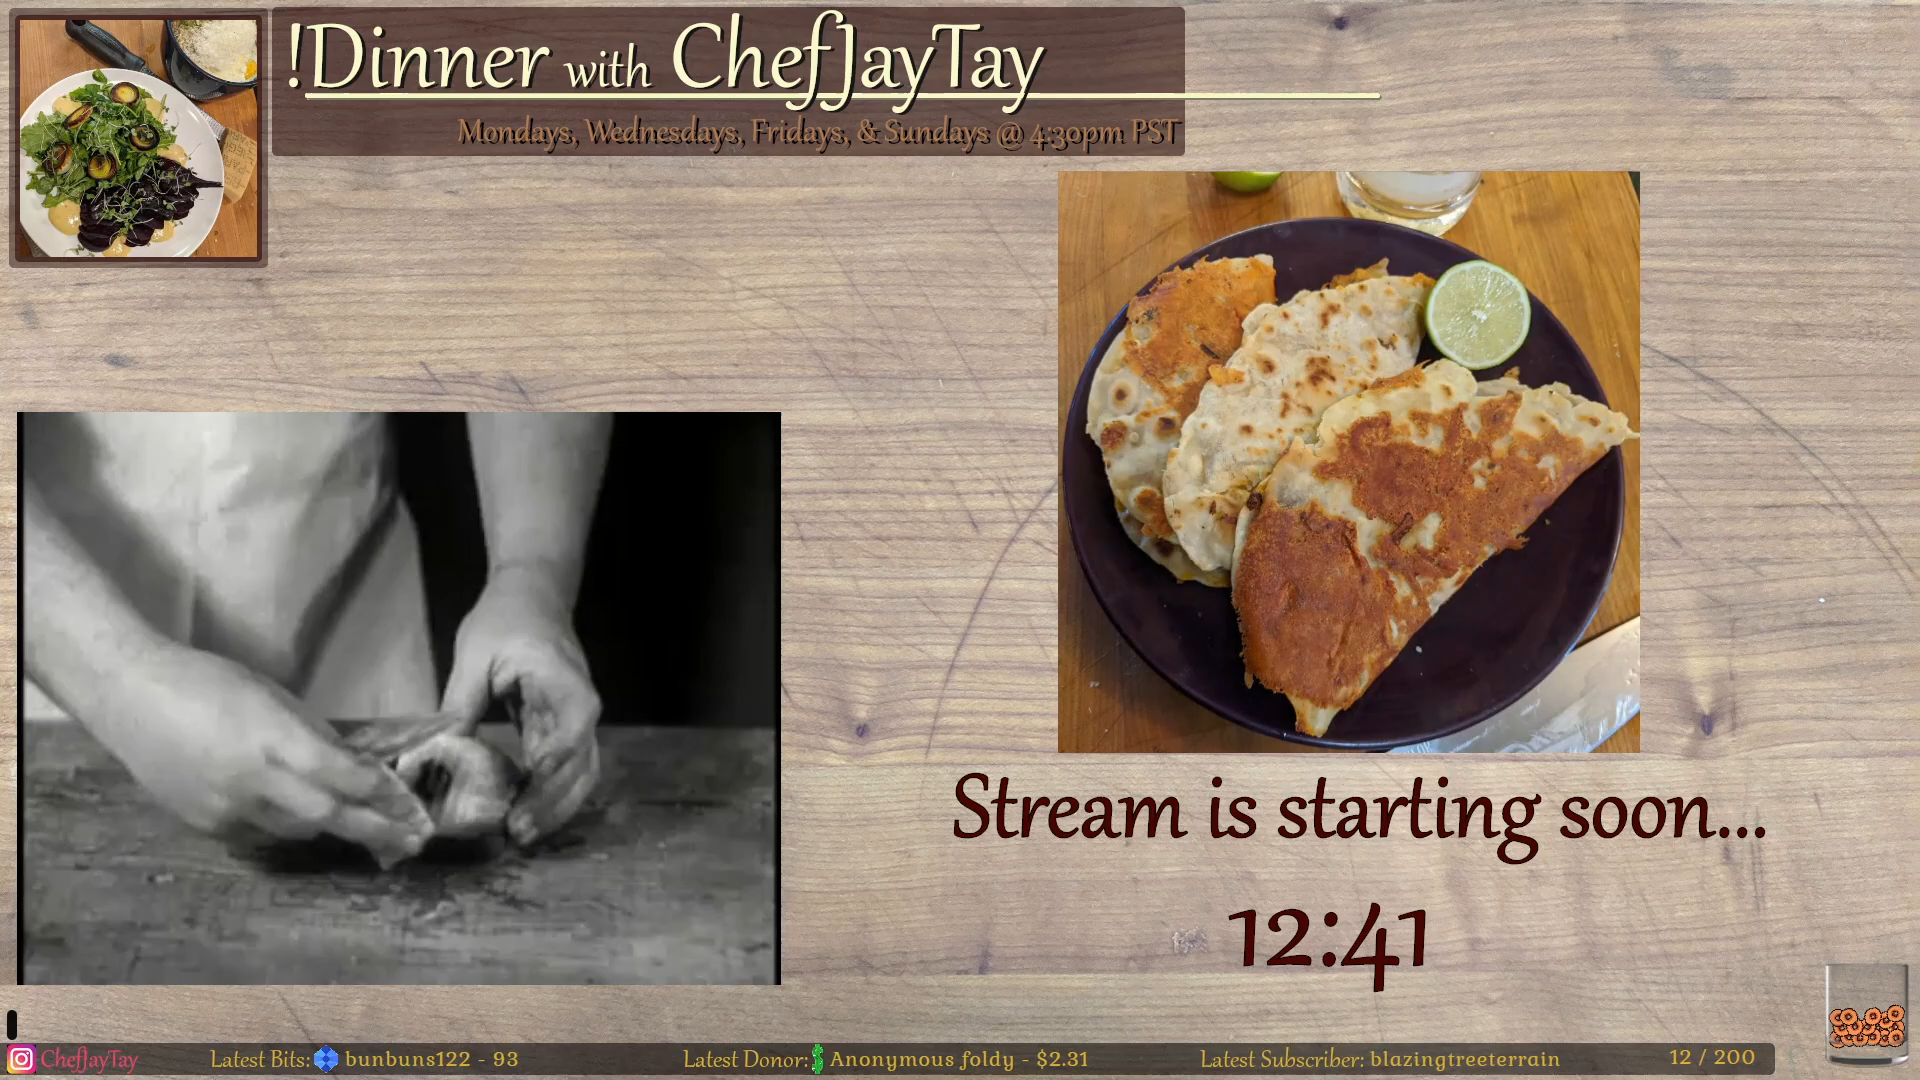 !Dinner with ChefJayTay
Mondays, Wednesdays, Fridays, & Sundays @ 4:30pm PST
Stream is starting soon...
12:41
ChefJayTay Latest Bits: bunbuns122 - 93 Latest Donor: Anonymous foldy - $2.31 Latest Subscriber: blazingtreeterrain 12 / 200